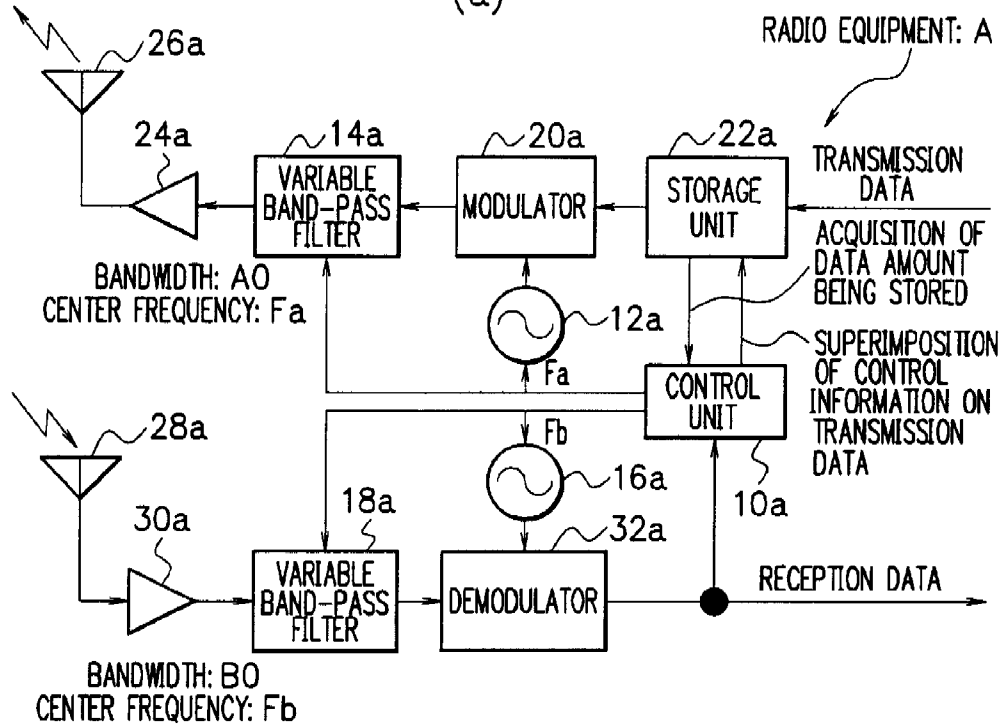 (a)
RADIO EQUIPMENT: A
26a
24a
14a
20a
22a
VARIABLE
BAND-PASS
FILTER
MODULATOR
STORAGE
UNIT
TRANSMISSION
DATA
ACQUISITION OF
DATA AMOUNT
BEING STORED
BANDWIDTH: A0
CENTER FREQUENCY: Fa
12a
Fa
CONTROL
UNIT
SUPERIMPOSITION
OF CONTROL
INFORMATION ON
TRANSMISSION
DATA
Fb
28a
16a
10a
30a
18a
32a
VARIABLE
BAND-PASS
FILTER
DEMODULATOR
RECEPTION DATA
BANDWIDTH: B0
CENTER FREQUENCY: Fb